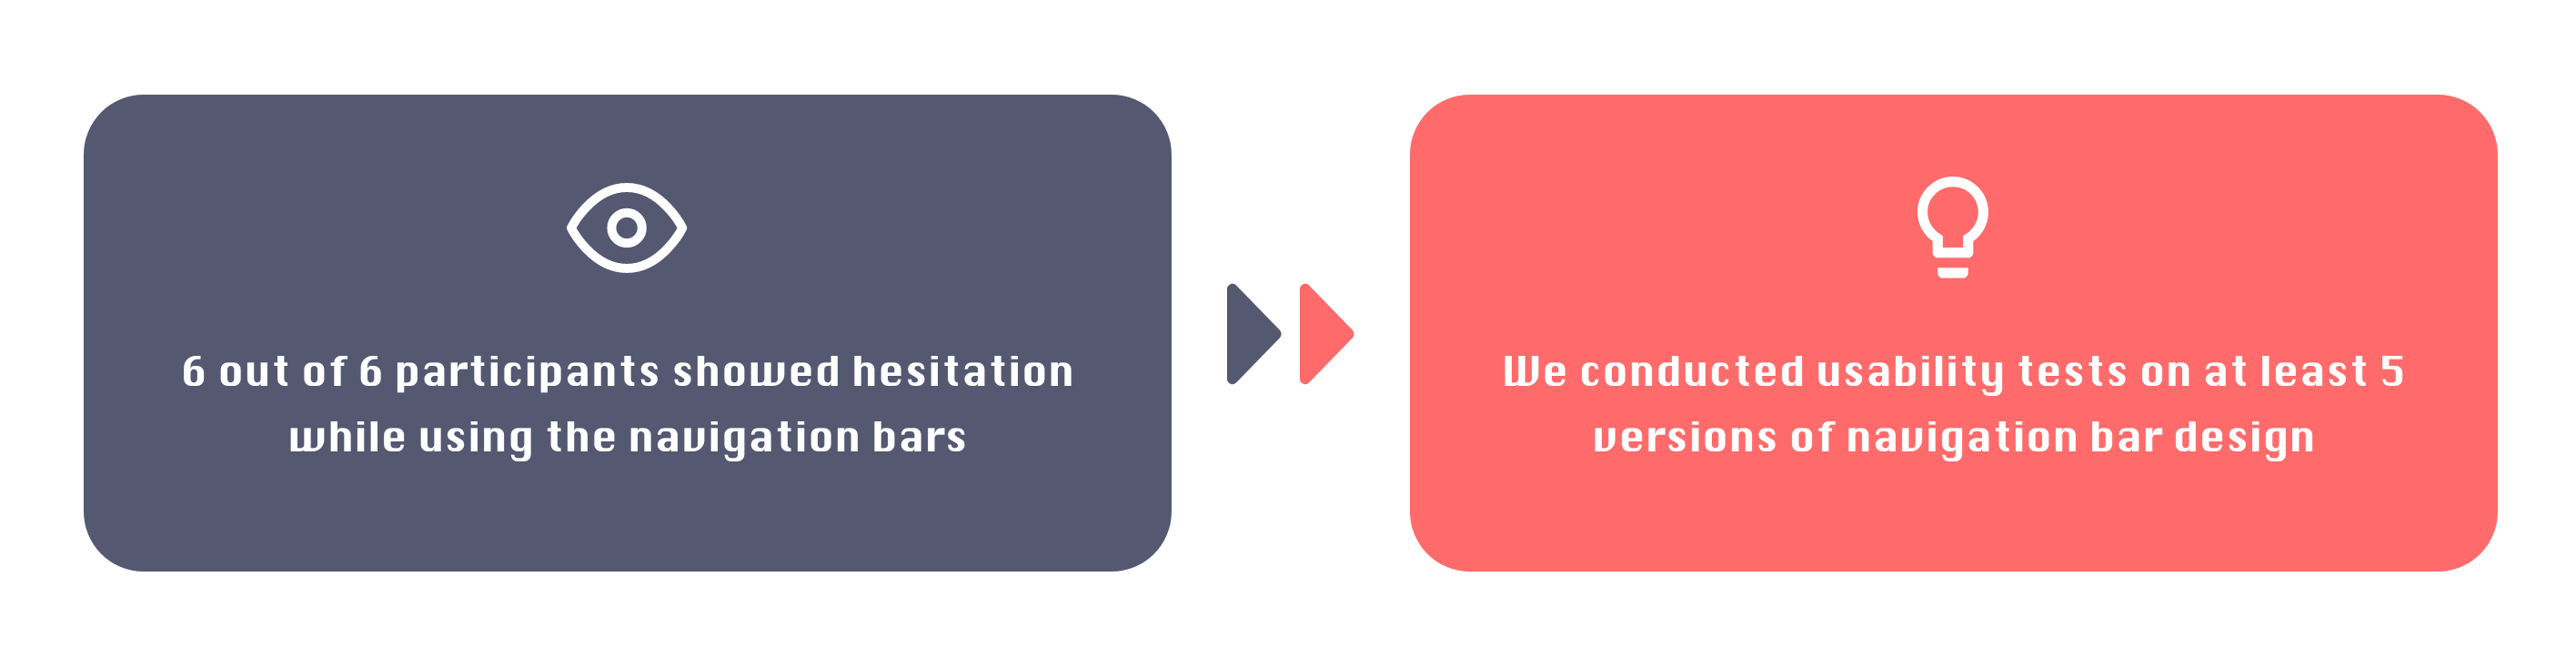 6 out of 6 participants showed hesitation
while using the navigation bars
We conducted usability tests on at least 5
versions of navigation bar design